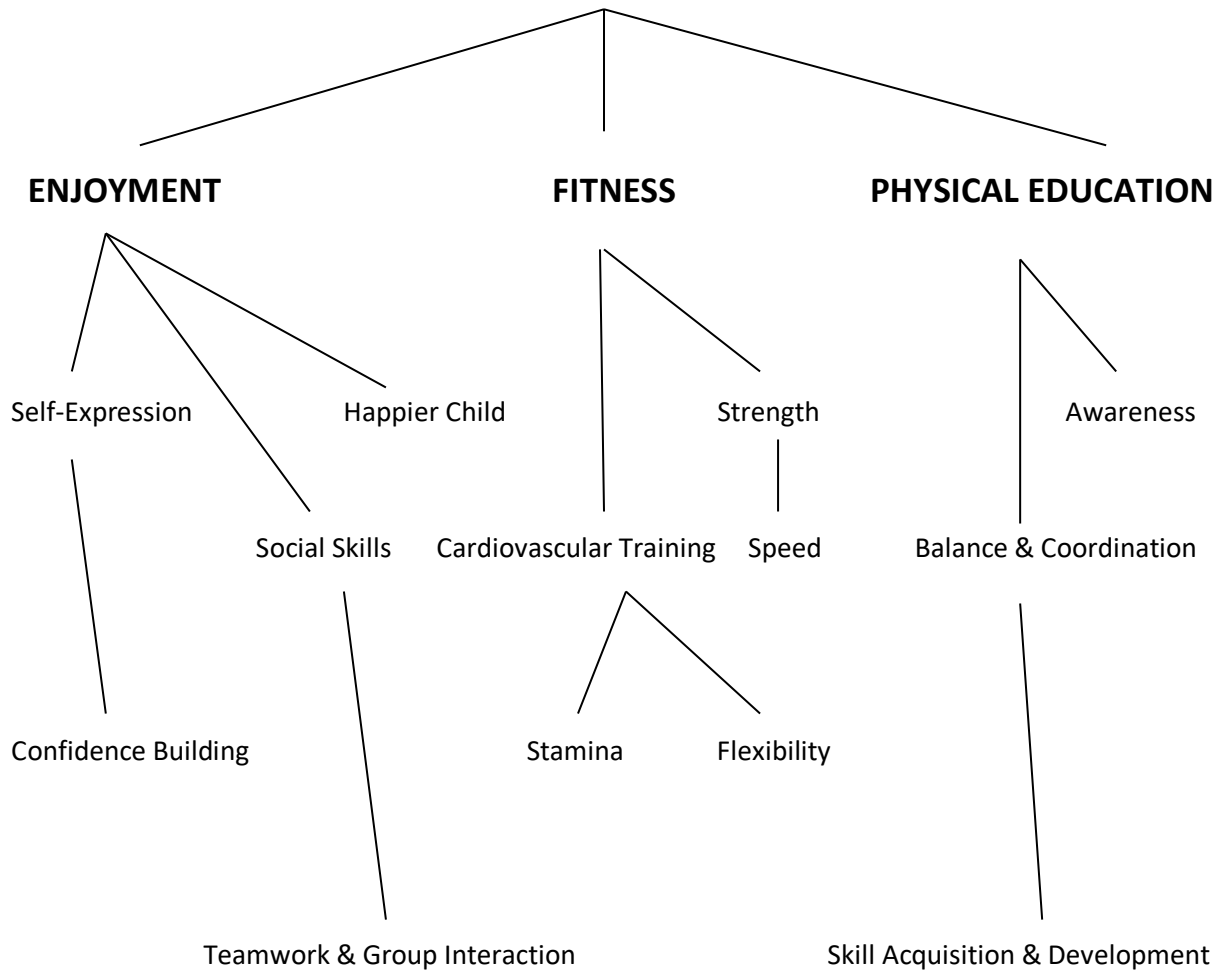 ENJOYMENT FITNESS PHYSICAL EDUCATION
Self-Expression Happier Child Strength Awareness
Social Skills Cardiovascular Training Speed Balance & Coordination
Confidence Building Stamina Flexibility
Teamwork & Group Interaction Skill Acquisition & Development